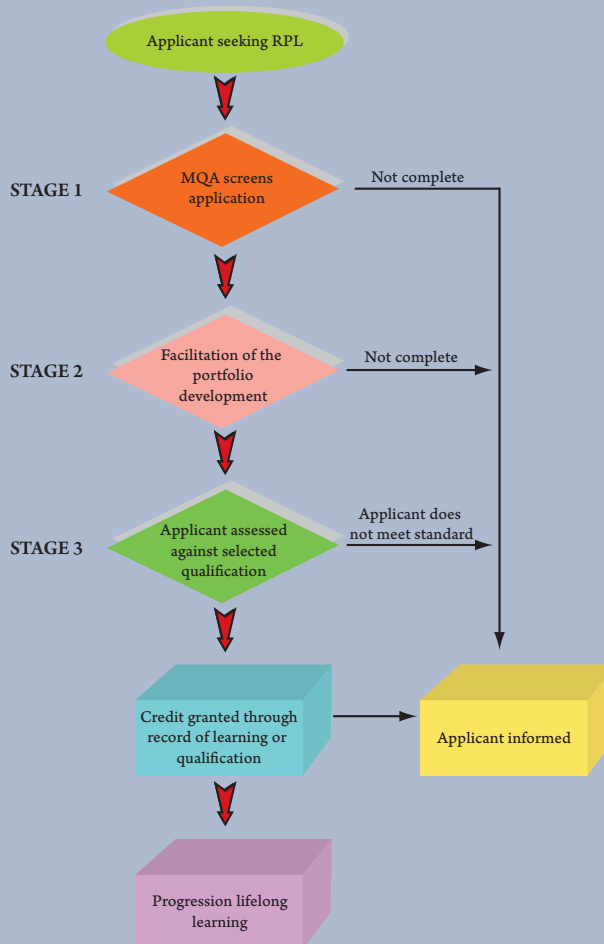 Applicant seeking RPL
STAGE 1
MQA screens
application
Not complete
STAGE 2
Facilitation of the
portfolio
development
Not complete
STAGE 3
Applicant assessed
against selected
qualification
Applicant does
not meet standard
Credit granted through
record of learning or
qualification
Applicant informed
Progression lifelong
learning